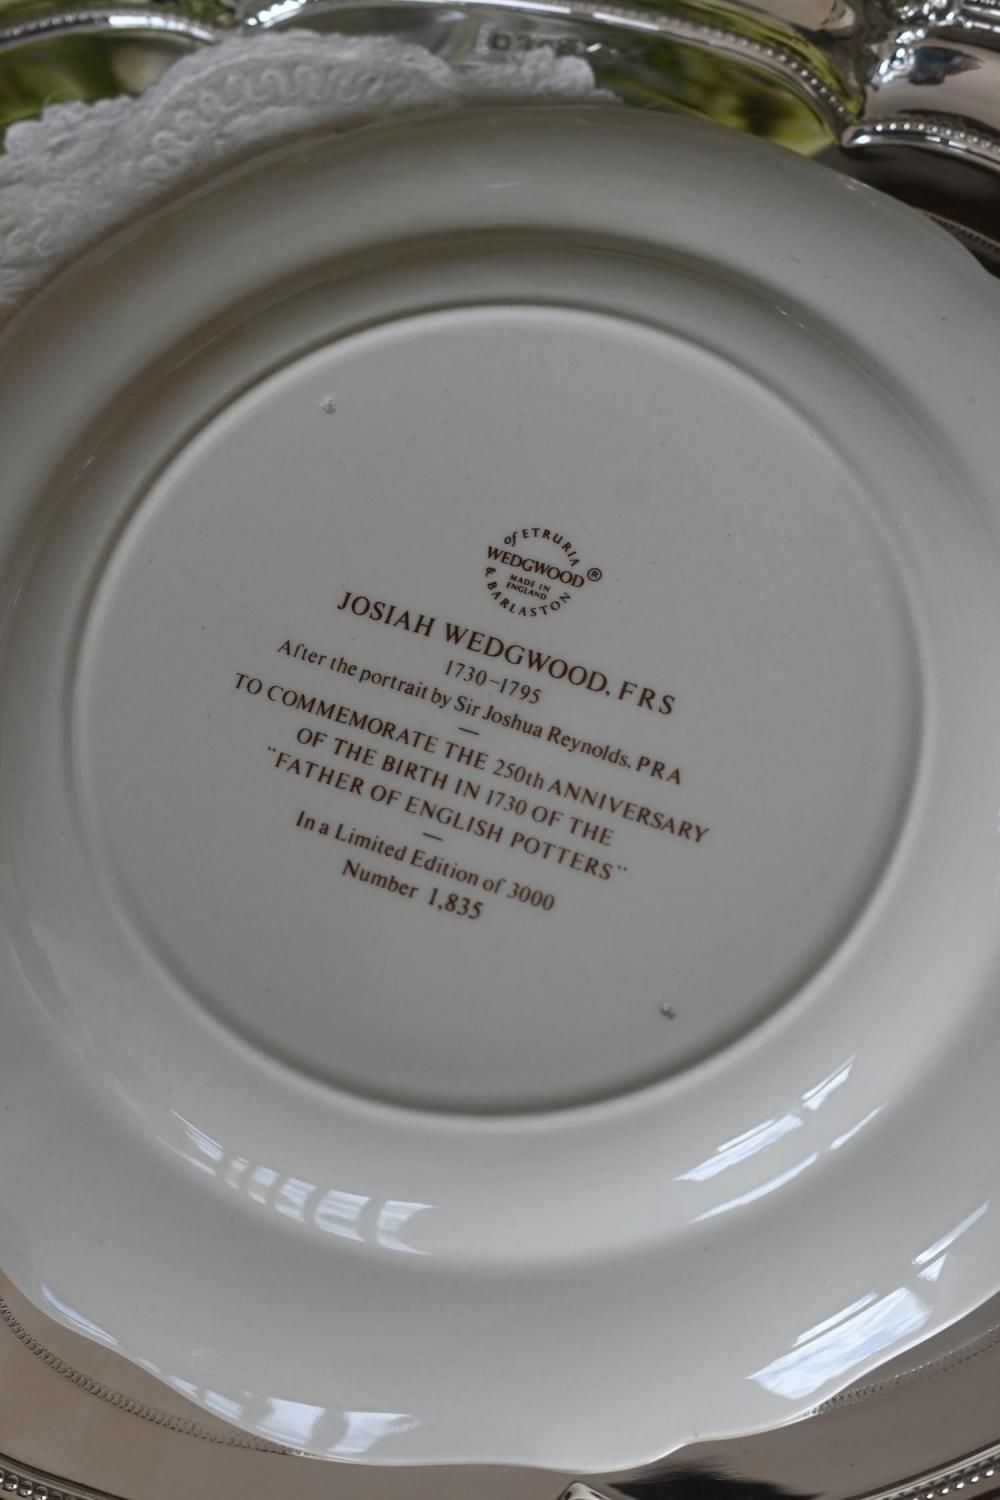 of ETRURIA
WEDGWOOD ®
MADE IN
ENGLAND
& BARLASTON
JOSIAH WEDGWOOD, FRS
1730–1795
After the portrait by Sir Joshua Reynolds. PRA
—
TO COMMEMORATE THE 250th ANNIVERSARY
OF THE BIRTH IN 1730 OF THE
"FATHER OF ENGLISH POTTERS"
—
In a Limited Edition of 3000
Number 1,835